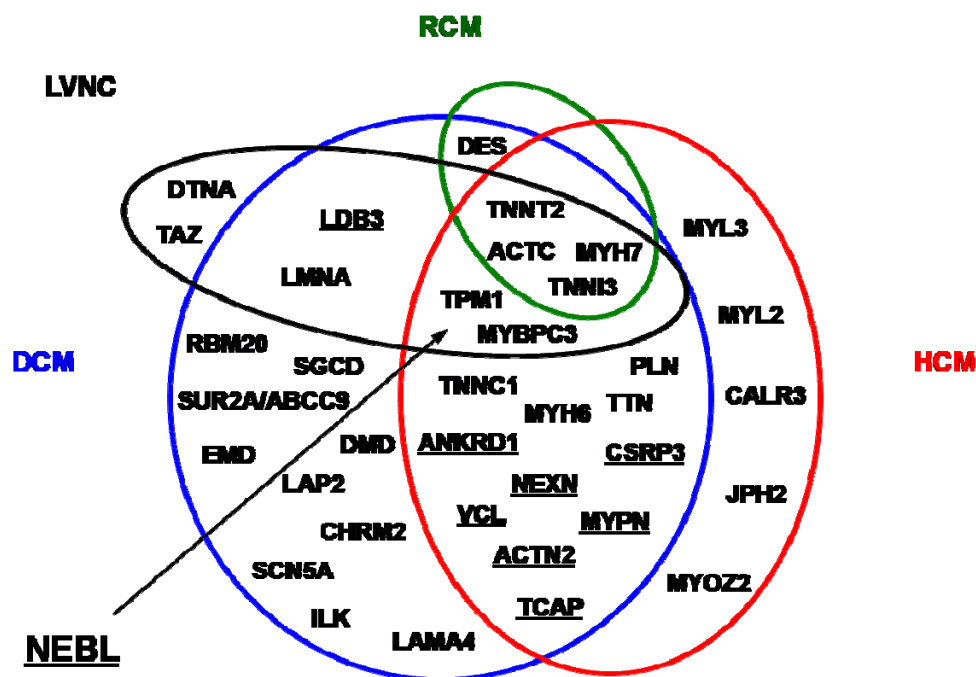 RCM
LVNC
DES
DTNA
LDB3
TNNT2
TAZ
MYL3
ACTC MYH7
LMNA
TNNI3
TPM1
MYL2
MYBPC3
RBM20
DCM
SGCD
PLN
HCM
TNNC1
SUR2A/ABCC9
TTN
CALR3
MYH6
DMD
ANKRD1
EMD
CSRP3
LAP2
NEXN
JPH2
VCL
MYPN
CHRM2
ACTN2
SCN5A
MYOZ2
TCAP
ILK
LAMA4
NEBL